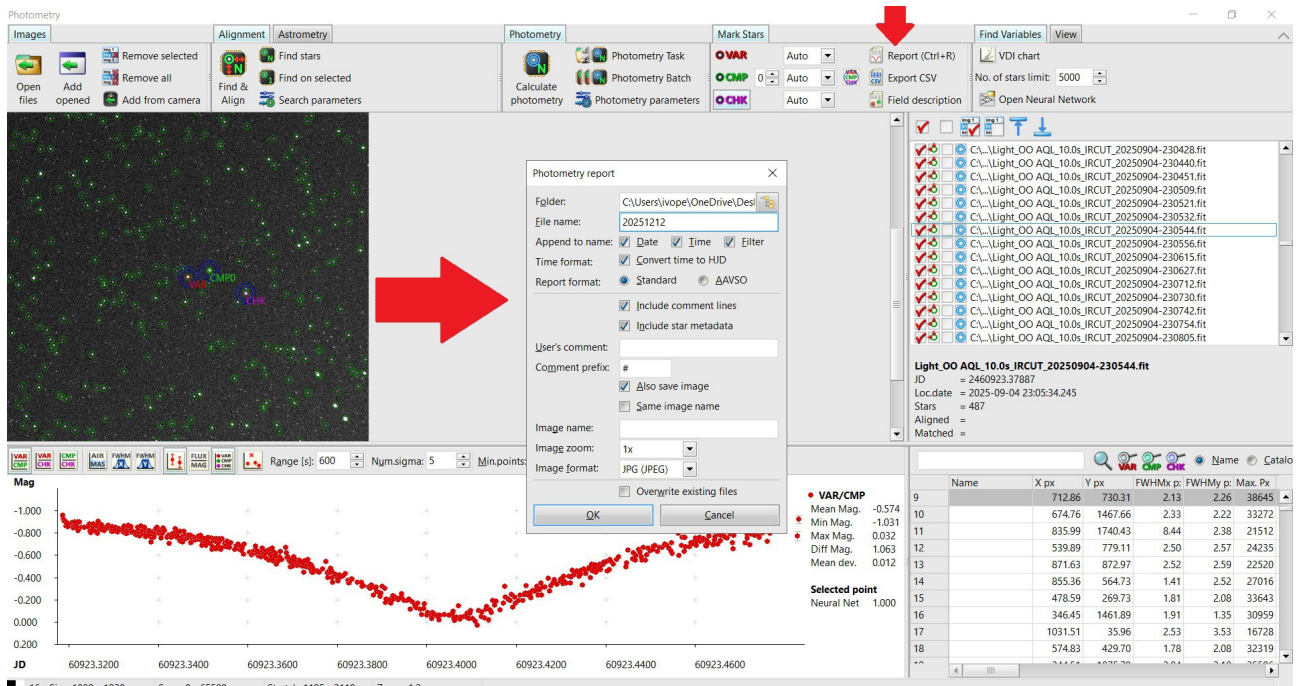 Photometry
Images
Alignment Astrometry
Photometry
Mark Stars
Find Variables View
Open files
Add opened
Remove selected
Remove all
Add from camera
Find & Align
Find stars
Find on selected
Search parameters
Calculate photometry
Photometry Task
Photometry Batch
Photometry parameters
VAR Auto
CMP 0 Auto
CHK Auto
Report (Ctrl+R)
Export CSV
Field description
VDI chart
No. of stars limit: 5000
Open Neural Network
VAR
CMP0
CHK
Photometry report
Folder: C:\Users\ivope\OneDrive\Desl
File name: 20251212
Append to name: Date Time Filter
Time format: Convert time to HJD
Report format: Standard AAVSO
Include comment lines
Include star metadata
User's comment:
Comment prefix: #
Also save image
Same image name
Image name:
Image zoom: 1x
Image format: JPG (JPEG)
Overwrite existing files
OK Cancel
C:\...\Light_OO AQL_10.0s_IRCUT_20250904-230428.fit
C:\...\Light_OO AQL_10.0s_IRCUT_20250904-230440.fit
C:\...\Light_OO AQL_10.0s_IRCUT_20250904-230451.fit
C:\...\Light_OO AQL_10.0s_IRCUT_20250904-230509.fit
C:\...\Light_OO AQL_10.0s_IRCUT_20250904-230521.fit
C:\...\Light_OO AQL_10.0s_IRCUT_20250904-230532.fit
C:\...\Light_OO AQL_10.0s_IRCUT_20250904-230544.fit
C:\...\Light_OO AQL_10.0s_IRCUT_20250904-230556.fit
C:\...\Light_OO AQL_10.0s_IRCUT_20250904-230615.fit
C:\...\Light_OO AQL_10.0s_IRCUT_20250904-230627.fit
C:\...\Light_OO AQL_10.0s_IRCUT_20250904-230712.fit
C:\...\Light_OO AQL_10.0s_IRCUT_20250904-230730.fit
C:\...\Light_OO AQL_10.0s_IRCUT_20250904-230742.fit
C:\...\Light_OO AQL_10.0s_IRCUT_20250904-230754.fit
C:\...\Light_OO AQL_10.0s_IRCUT_20250904-230805.fit
Light_OO AQL_10.0s_IRCUT_20250904-230544.fit
JD = 2460923.37887
Loc.date = 2025-09-04 23:05:34.245
Stars = 487
Aligned =
Matched =
VAR CMP VAR CHK CMP CHK AIR MAS FWHM X FWHM Y FLUX MAG Range [s]: 600 Num.sigma: 5 Min.points:
VAR CMP CHK Name Catalo
Mag
-1.000
-0.800
-0.600
-0.400
-0.200
0.000
0.200
JD 60923.3200 60923.3400 60923.3600 60923.3800 60923.4000 60923.4200 60923.4400 60923.4600
VAR/CMP
Mean Mag. -0.574
Min Mag. -1.031
Max Mag. 0.032
Diff Mag. 1.063
Mean dev. 0.012
Selected point
Neural Net 1.000
Name X px Y px FWHMx p: FWHMy p: Max. Px
9 712.86 730.31 2.13 2.26 38645
10 674.76 1467.66 2.33 2.22 33272
11 835.99 1740.43 8.44 2.38 21512
12 539.89 779.11 2.50 2.57 24235
13 871.63 872.97 2.52 2.59 22520
14 855.36 564.73 1.41 2.52 27016
15 478.59 269.73 1.81 2.08 33643
16 346.45 1461.89 1.91 1.35 30959
17 1031.51 35.96 2.53 3.53 16728
18 574.83 429.70 1.78 2.08 32319